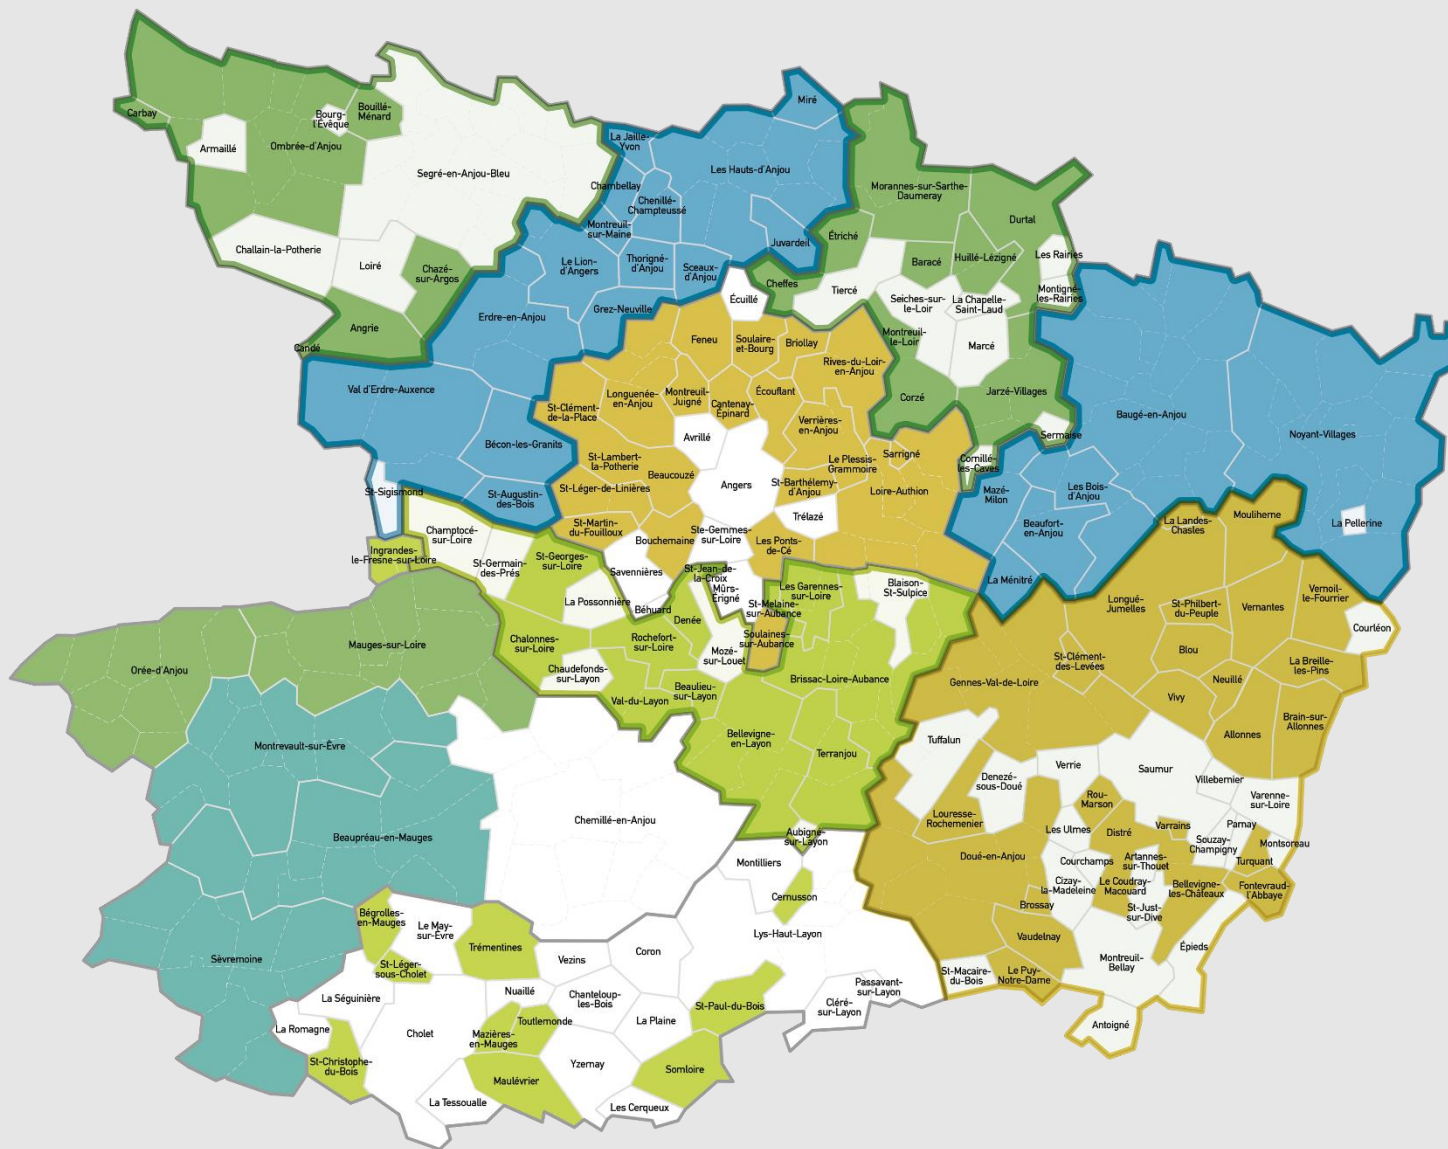 Carbay
Bourg-
l'Évêque
Bouillé-
Ménard
Armaillé
Ombrée-d'Anjou
Segré-en-Anjou-Bleu
Challain-la-Potherie
Loiré
Chazé-
sur-Argos
Angrie
Candé
Miré
La Jaille-
Yvon
Les Hauts-d'Anjou
Chambellay
Chenillé-
Champteussé
Montreuil-
sur-Maine
Juvardeil
Le Lion-
d'Angers
Thorigné-
d'Anjou
Sceaux-
d'Anjou
Grez-Neuville
Erdre-en-Anjou
Val d'Erdre-Auxence
Bécon-les-Granits
St-Augustin-
des-Bois
St-Sigismond
Morannes-sur-Sarthe-
Daumeray
Durtal
Étriché
Baracé
Huillé-Lézigné
Les Rairies
Cheffes
Tiercé
Seiches-sur-
le-Loir
La Chapelle-
Saint-Laud
Montigné-
les-Rairies
Montreuil-
le-Loir
Marcé
Corzé
Jarzé-Villages
Sermaise
Cornillé-
les-Caves
Écuillé
Feneu
Soulaire-
et-Bourg
Briollay
Rives-du-Loir-
en-Anjou
Longuenée-
en-Anjou
Montreuil-
Juigné
Cantenay-
Épinard
Écouflant
St-Clément-
de-la-Place
Avrillé
Verrières-
en-Anjou
Sarrigné
St-Lambert-
la-Potherie
Beaucouzé
Angers
Le Plessis-
Grammoire
St-Barthélemy-
d'Anjou
Loire-Authion
St-Léger-de-Linières
Trélazé
St-Martin-
du-Fouilloux
Bouchemaine
Ste-Gemmes-
sur-Loire
Les Ponts-
de-Cé
Savennières
Béhuard
St-Jean-de-
la-Croix
Mûrs-
Erigné
St-Melaine-
sur-Aubance
Soulaines-
sur-Aubance
Baugé-en-Anjou
Noyant-Villages
La Pellerine
Mazé-
Milon
Les Bois-
d'Anjou
Beaufort-
en-Anjou
La Ménitré
Champtocé-
sur-Loire
Ingrandes-
le-Fresne-sur-Loire
St-Germain-
des-Prés
St-Georges-
sur-Loire
La Possonnière
Chalonnes-
sur-Loire
Chaudefonds-
sur-Layon
Rochefort-
sur-Loire
Denée
Mozé-
sur-Louet
Val-du-Layon
Beaulieu-
sur-Layon
Les Garennes-
sur-Loire
Blaison-
St-Sulpice
Brissac-Loire-Aubance
Bellevigne-
en-Layon
Terranjou
Aubigné-
sur-Layon
La Landes-
Chasles
Mouliherne
Longué-
Jumelles
St-Philbert-
du-Peuple
Vernantes
Vernoil-
le-Fourrier
Courléon
Blou
St-Clément-
des-Levées
La Breille-
les-Pins
Neuillé
Vivy
Gennes-Val-de-Loire
Allonnes
Brain-sur-
Allonnes
Tuffalun
Denezé-
sous-Doué
Verrie
Saumur
Villebernier
Varenne-
sur-Loire
Rou-
Marson
Louresse-
Rochemenier
Les Ulmes
Distré
Varrains
Parnay
Souzay-
Champigny
Montsoreau
Turquant
Doué-en-Anjou
Courchamps
Artannes-
sur-Thouet
Cizay-
la-Madeleine
Le Coudray-
Macouard
Bellevigne-
les-Châteaux
Fontevraud-
l'Abbaye
Brossay
St-Just-
sur-Dive
Vaudelnay
Épieds
Montreuil-
Bellay
St-Macaire-
du-Bois
Le Puy-
Notre-Dame
Antoigné
Orée-d'Anjou
Mauges-sur-Loire
Montrevault-sur-Èvre
Beaupréau-en-Mauges
Sèvremoine
Chemillé-en-Anjou
Bégrolles-
en-Mauges
Le May-
sur-Èvre
Trémentines
St-Léger-
sous-Cholet
La Séguinière
La Romagne
St-Christophe-
du-Bois
Cholet
Nuaillé
Mazières-
en-Mauges
Toutlemonde
Maulévrier
La Tessoualle
Vezins
Coron
Chanteloup-
les-Bois
La Plaine
Yzernay
Les Cerqueux
Somloire
St-Paul-du-Bois
Montilliers
Cernusson
Lys-Haut-Layon
Passavant-
sur-Layon
Cléré-
sur-Layon